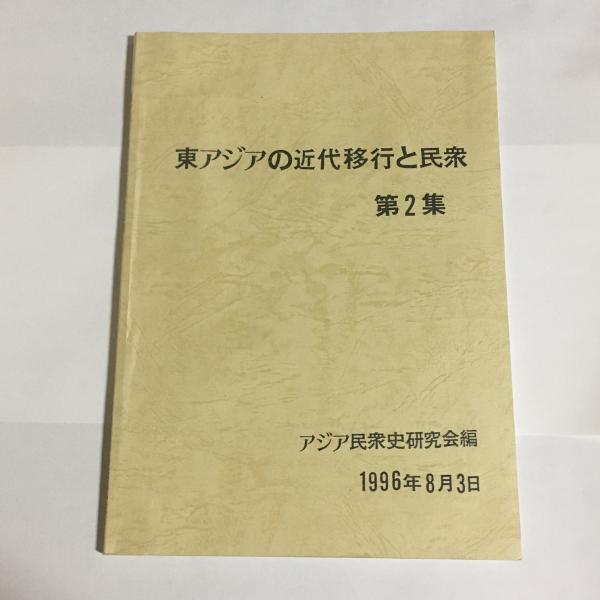 東アジアの近代移行と民衆
第2集
アジア民衆史研究会編
1996年8月3日